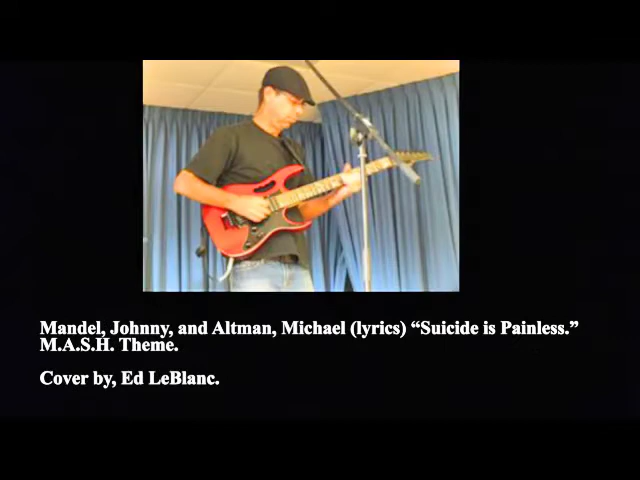 Mandel, Johnny, and Altman, Michael (lyrics) “Suicide is Painless.”
M.A.S.H. Theme.
Cover by, Ed LeBlanc.